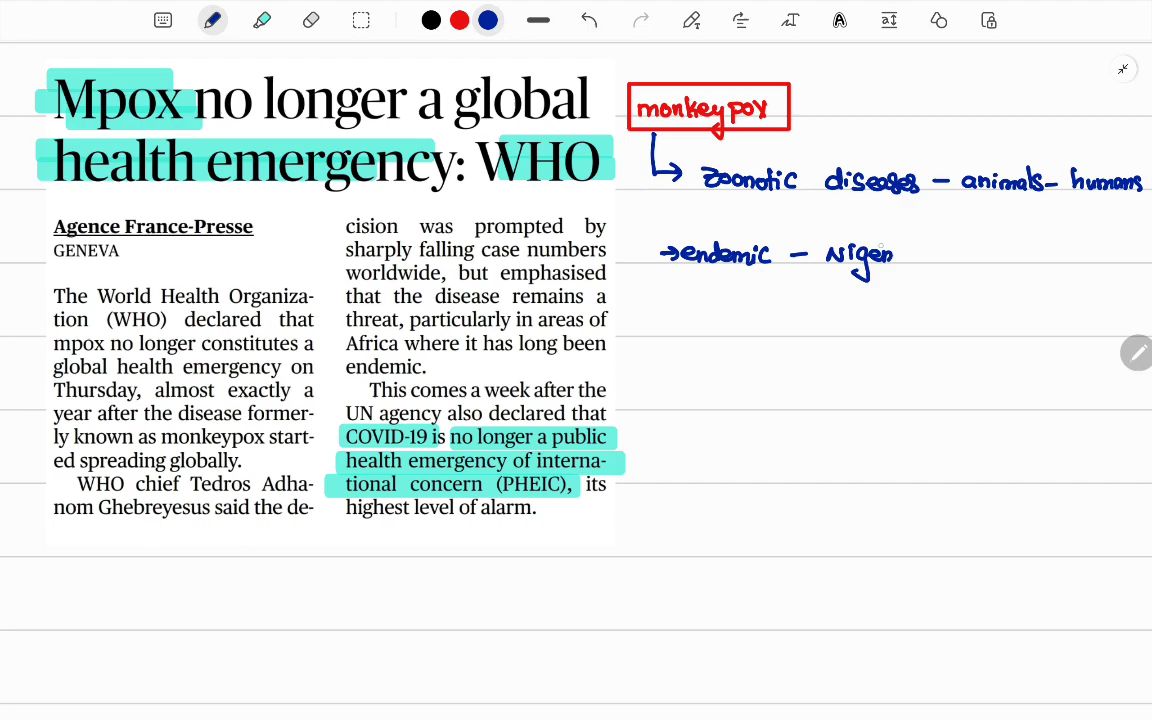 Mpox no longer a global
health emergency: WHO
Agence France-Presse
GENEVA
The World Health Organiza-
tion (WHO) declared that
mpox no longer constitutes a
global health emergency on
Thursday, almost exactly a
year after the disease former-
ly known as monkeypox start-
ed spreading globally.
WHO chief Tedros Adha-
nom Ghebreyesus said the de-
cision was prompted by
sharply falling case numbers
worldwide, but emphasised
that the disease remains a
threat, particularly in areas of
Africa where it has long been
endemic.
This comes a week after the
UN agency also declared that
COVID-19 is no longer a public
health emergency of interna-
tional concern (PHEIC), its
highest level of alarm.
monkeypox
zoonotic diseases - animals - humans
→ endemic - Nigen